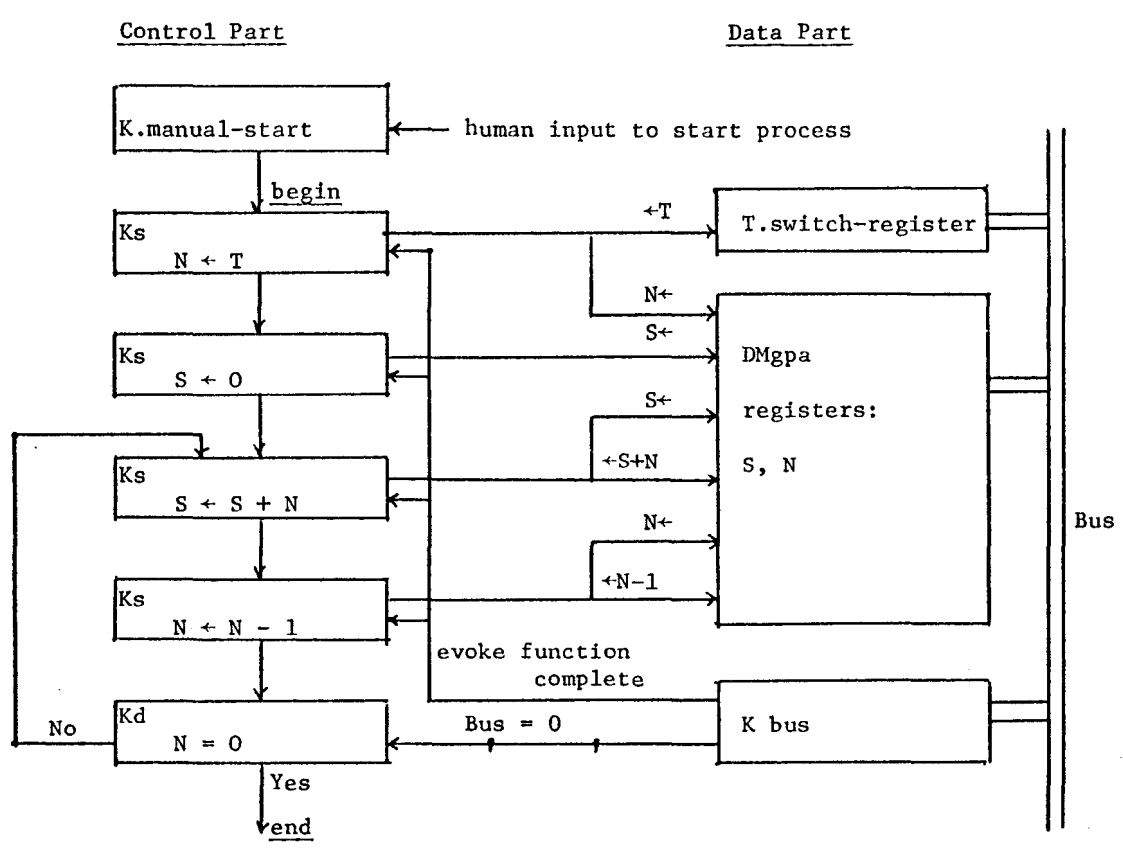 Control Part
Data Part
K.manual-start
human input to start process
begin
Ks
N ← T
←T
T.switch-register
N←
Ks
S ← 0
S←
DMgpa
registers:
S, N
Ks
S ← S + N
S←
←S+N
Bus
Ks
N ← N - 1
N←
←N-1
evoke function
complete
Kd
N = 0
No
Bus = 0
K bus
Yes
end